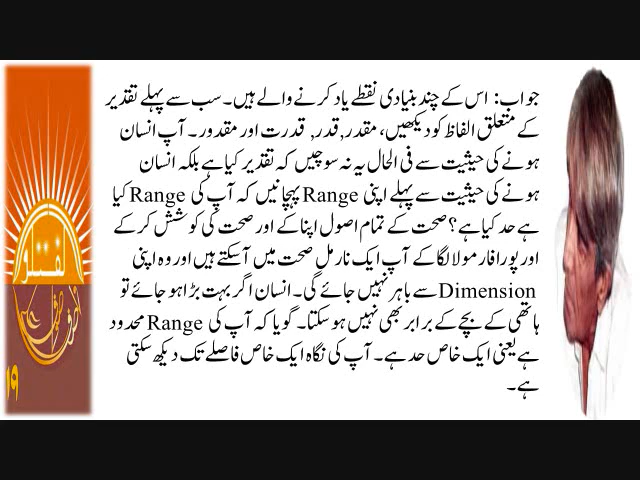 جواب: اس کے چند بنیادی نقطے یاد کرنے والے ہیں۔ سب سے پہلے تقدیر
کے متعلق الفاظ کو دیکھیں، مقدر, قدر, قدرت اور مقدور۔ آپ انسان
ہونے کی حیثیت سے فی الحال یہ نہ سوچیں کہ تقدیر کیا ہے بلکہ انسان
ہونے کی حیثیت سے پہلے اپنی Range پہچانیں کہ آپ کی Range کیا
ہے حد کیا ہے؟ صحت کے تمام اصول اپنا کے اور صحت کی کوشش کر کے
اور پورا فارمولا لگا کے آپ ایک نارمل صحت میں آسکتے ہیں اور وہ اپنی
Dimension سے باہر نہیں جائے گی۔ انسان اگر بہت بڑا ہو جائے تو
ہاتھی کے بچے کے برابر بھی نہیں ہو سکتا۔ گویا کہ آپ کی Range محدود
ہے یعنی ایک خاص حد ہے۔ آپ کی نگاہ ایک خاص فاصلے تک دیکھ سکتی
ہے۔
گفتگو
۱۹